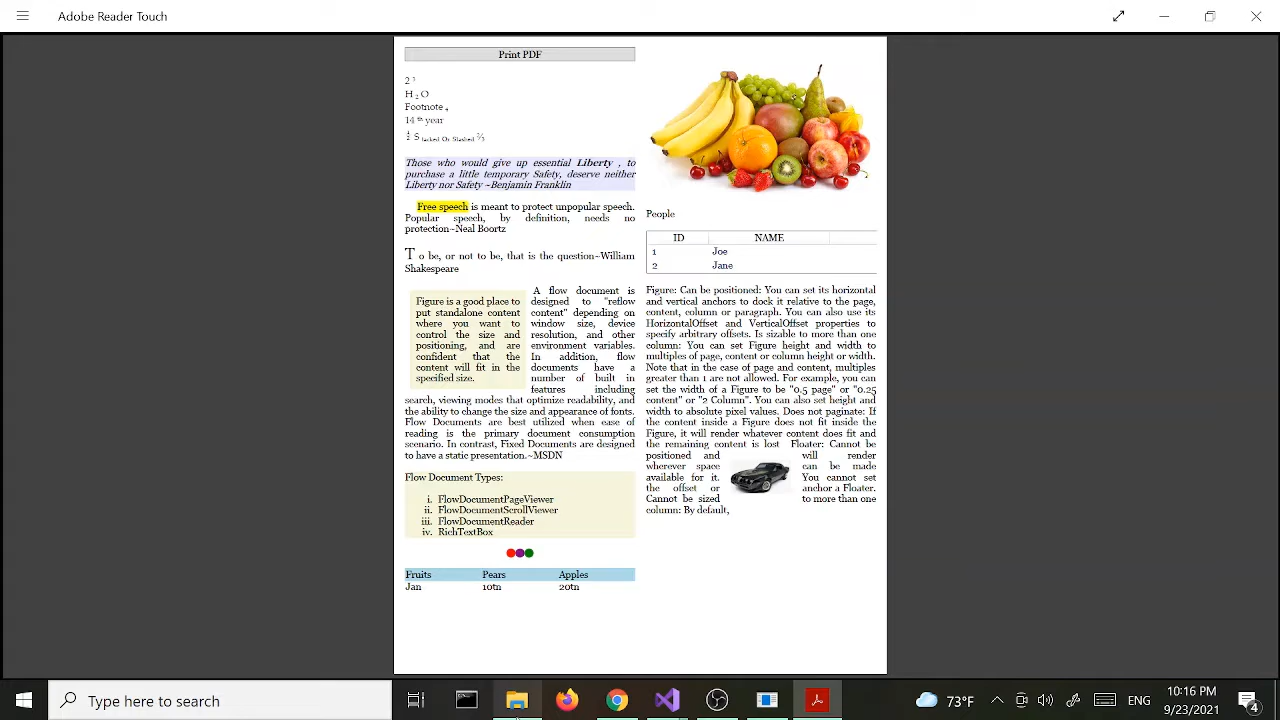 Adobe Reader Touch
Print PDF
2 ³
H ₂ O
Footnote ₄
14 ᵗʰ year
½ S tacked Or Slashed ⅔
Those who would give up essential Liberty , to
purchase a little temporary Safety, deserve neither
Liberty nor Safety ~Benjamin Franklin
Free speech is meant to protect unpopular speech.
Popular speech, by definition, needs no
protection~Neal Boortz
T o be, or not to be, that is the question~William
Shakespeare
Figure is a good place to
put standalone content
where you want to
control the size and
positioning, and are
confident that the
content will fit in the
specified size.
A flow document is
designed to "reflow
content" depending on
window size, device
resolution, and other
environment variables.
In addition, flow
documents have a
number of built in
features including
search, viewing modes that optimize readability, and
the ability to change the size and appearance of fonts.
Flow Documents are best utilized when ease of
reading is the primary document consumption
scenario. In contrast, Fixed Documents are designed
to have a static presentation.~MSDN
Flow Document Types:
i. FlowDocumentPageViewer
ii. FlowDocumentScrollViewer
iii. FlowDocumentReader
iv. RichTextBox
Fruits Pears Apples
Jan 10tn 20tn
People
ID NAME
1 Joe
2 Jane
Figure: Can be positioned: You can set its horizontal
and vertical anchors to dock it relative to the page,
content, column or paragraph. You can also use its
HorizontalOffset and VerticalOffset properties to
specify arbitrary offsets. Is sizable to more than one
column: You can set Figure height and width to
multiples of page, content or column height or width.
Note that in the case of page and content, multiples
greater than 1 are not allowed. For example, you can
set the width of a Figure to be "0.5 page" or "0.25
content" or "2 Column". You can also set height and
width to absolute pixel values. Does not paginate: If
the content inside a Figure does not fit inside the
Figure, it will render whatever content does fit and
the remaining content is lost Floater: Cannot be
positioned and will render
wherever space can be made
available for it. You cannot set
the offset or anchor a Floater.
Cannot be sized to more than one
column: By default,
Type here to search
ENG
73°F
10:16 PM
9/23/2021
4